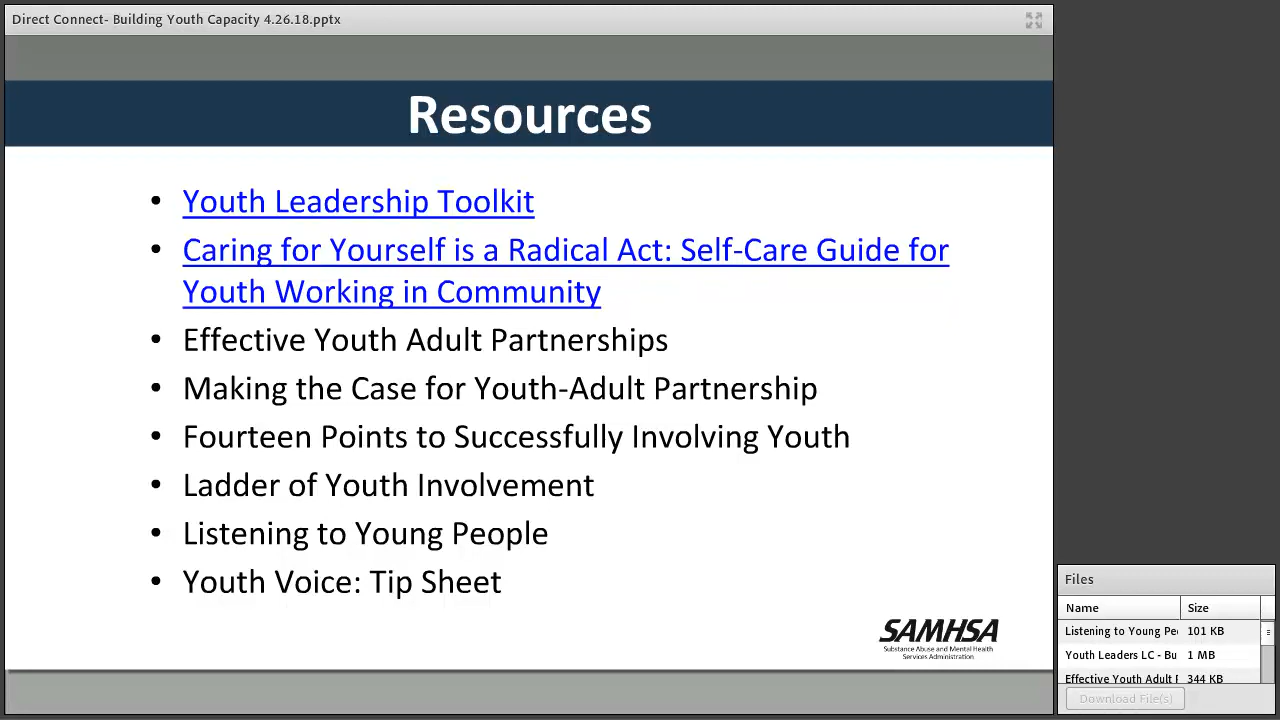 Direct Connect- Building Youth Capacity 4.26.18.pptx
Resources
• Youth Leadership Toolkit
• Caring for Yourself is a Radical Act: Self-Care Guide for
Youth Working in Community
• Effective Youth Adult Partnerships
• Making the Case for Youth-Adult Partnership
• Fourteen Points to Successfully Involving Youth
• Ladder of Youth Involvement
• Listening to Young People
• Youth Voice: Tip Sheet
SAMHSA
Substance Abuse and Mental Health
Services Administration
Files
Name Size
Listening to Young Pe 101 KB
Youth Leaders LC - Bu 1 MB
Effective Youth Adult 344 KB
Download File(s)